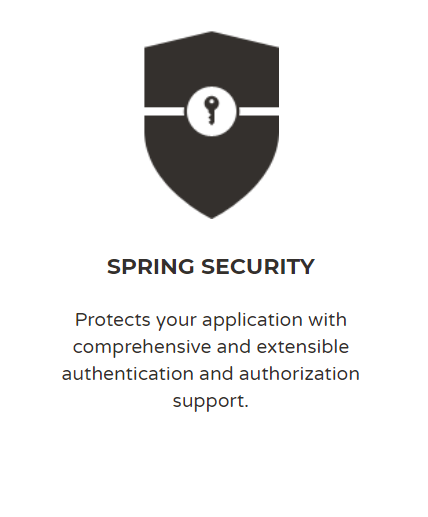 SPRING SECURITY
Protects your application with
comprehensive and extensible
authentication and authorization
support.